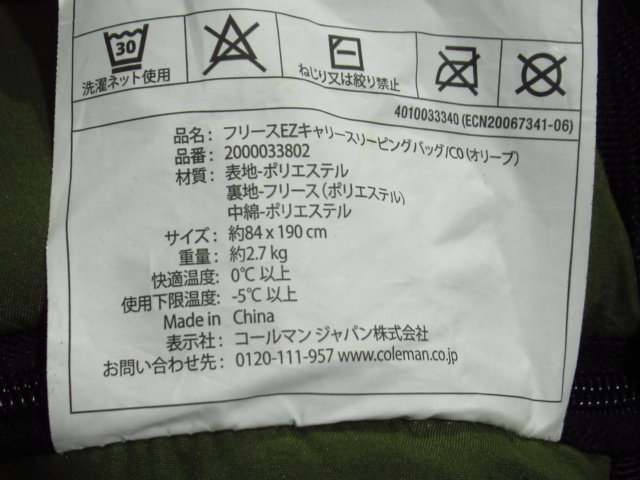 30
洗濯ネット使用
ねじり又は絞り禁止
4010033340 (ECN20067341-06)
品名: フリースEZキャリースリーピングバッグ/C0 (オリーブ)
品番: 2000033802
材質: 表地-ポリエステル
裏地-フリース (ポリエステル)
中綿-ポリエステル
サイズ: 約84 x 190 cm
重量: 約2.7 kg
快適温度: 0℃ 以上
使用下限温度: -5℃ 以上
Made in China
表示社: コールマン ジャパン株式会社
お問い合わせ先: 0120-111-957 www.coleman.co.jp